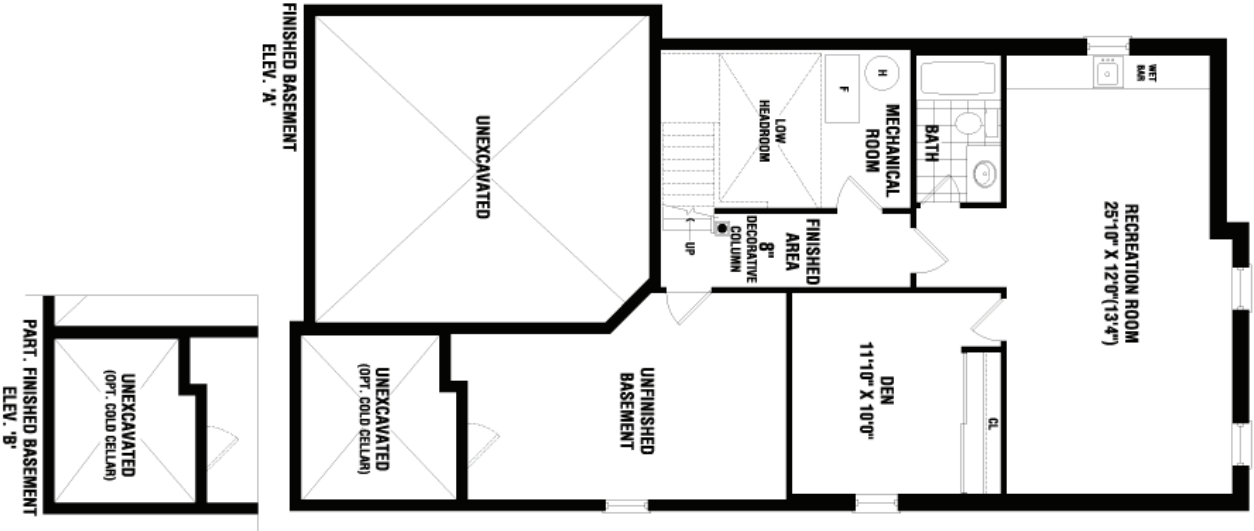 FINISHED BASEMENT
ELEV. 'A'
UNEXCAVATED
LOW
HEADROOM
F
H
MECHANICAL
ROOM
BATH
WET
BAR
RECREATION ROOM
25'10" X 12'0"(13'4")
FINISHED
AREA
8"
DECORATIVE
COLUMN
UP
DEN
11'10" X 10'0"
CL
UNFINISHED
BASEMENT
UNEXCAVATED
(OPT. COLD CELLAR)
UNEXCAVATED
(OPT. COLD CELLAR)
PART. FINISHED BASEMENT
ELEV. 'B'